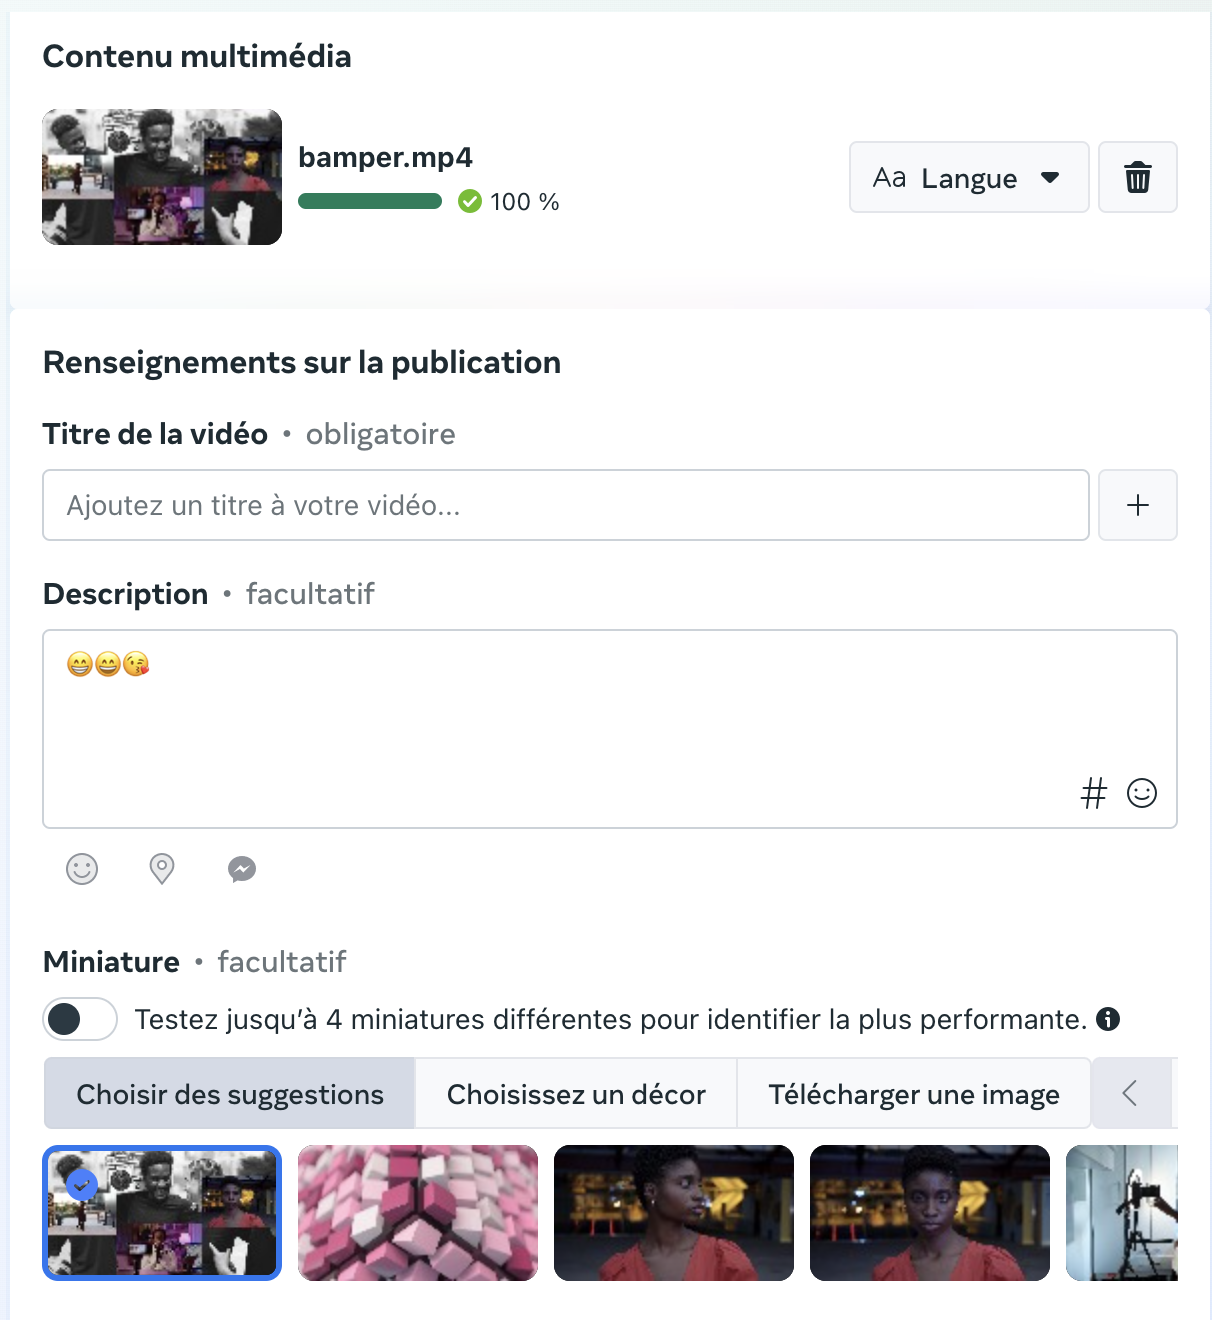 Contenu multimédia
bamper.mp4
100 %
Aa Langue
Renseignements sur la publication
Titre de la vidéo • obligatoire
Ajoutez un titre à votre vidéo...
Description • facultatif
😁😄😘
#
Miniature • facultatif
Testez jusqu’à 4 miniatures différentes pour identifier la plus performante.
Choisir des suggestions
Choisissez un décor
Télécharger une image